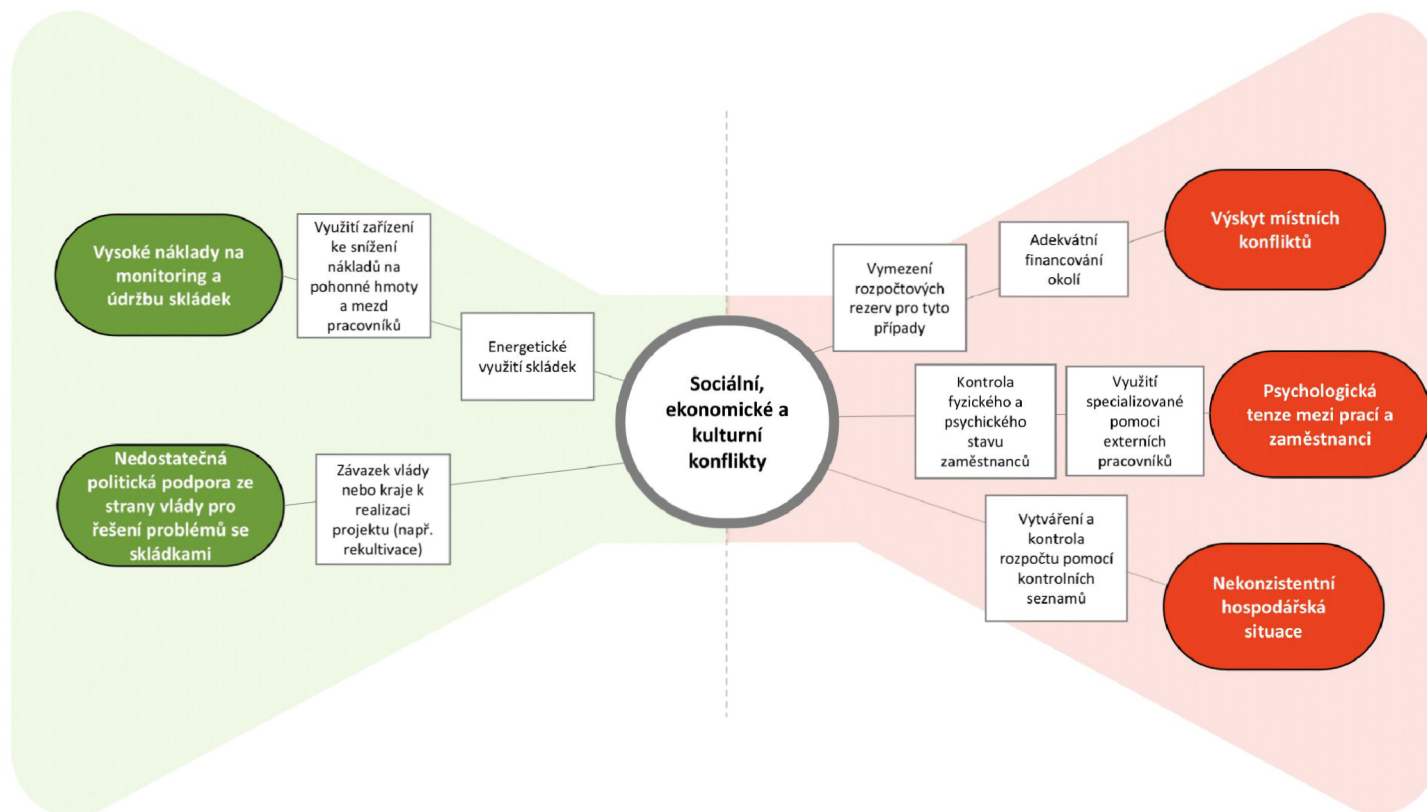 Vysoké náklady na
monitoring a
údržbu skládek
Využití zařízení
ke snížení
nákladů na
pohonné hmoty
a mezd
pracovníků
Energetické
využití skládek
Nedostatečná
politická podpora ze
strany vlády pro
řešení problémů se
skládkami
Závazek vlády
nebo kraje k
realizaci
projektu (např.
rekultivace)
Sociální,
ekonomické a
kulturní
konflikty
Vymezení
rozpočtových
rezerv pro tyto
případy
Adekvátní
financování
okolí
Výskyt místních
konfliktů
Kontrola
fyzického a
psychického
stavu
zaměstnanců
Využití
specializované
pomoci
externích
pracovníků
Psychologická
tenze mezi prací a
zaměstnanci
Vytváření a
kontrola
rozpočtu pomocí
kontrolních
seznamů
Nekonzistentní
hospodářská
situace